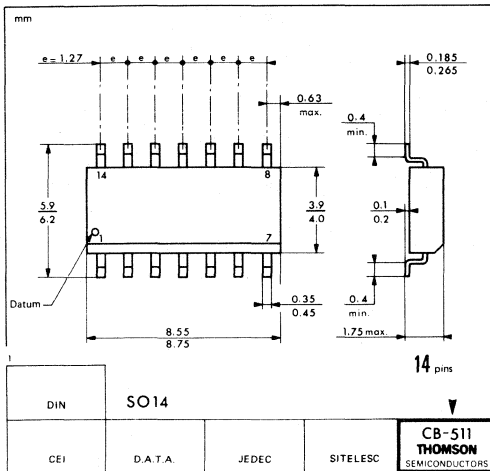 mm
e=1.27
e
e
e
e
e
0.185
0.265
0.63
max.
0.4
min.
14
8
5.9
6.2
3.9
4.0
0.1
0.2
1
7
Datum
0.35
0.45
0.4
min.
8.55
8.75
1.75 max.
14 pins
1
DIN
SO14
CEI
D.A.T.A.
JEDEC
SITELESC
CB-511
THOMSON
SEMICONDUCTORS